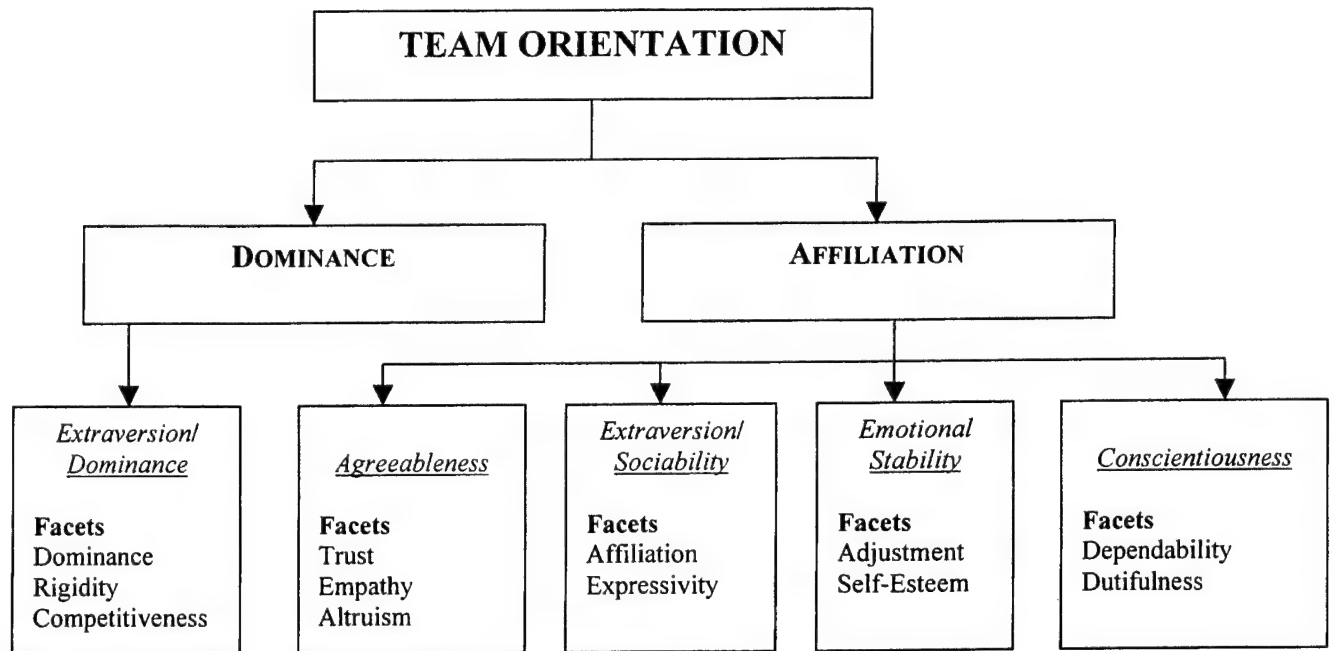 TEAM ORIENTATION
DOMINANCE
AFFILIATION
Extraversion/
Dominance
Facets
Dominance
Rigidity
Competitiveness
Agreeableness
Facets
Trust
Empathy
Altruism
Extraversion/
Sociability
Facets
Affiliation
Expressivity
Emotional
Stability
Facets
Adjustment
Self-Esteem
Conscientiousness
Facets
Dependability
Dutifulness